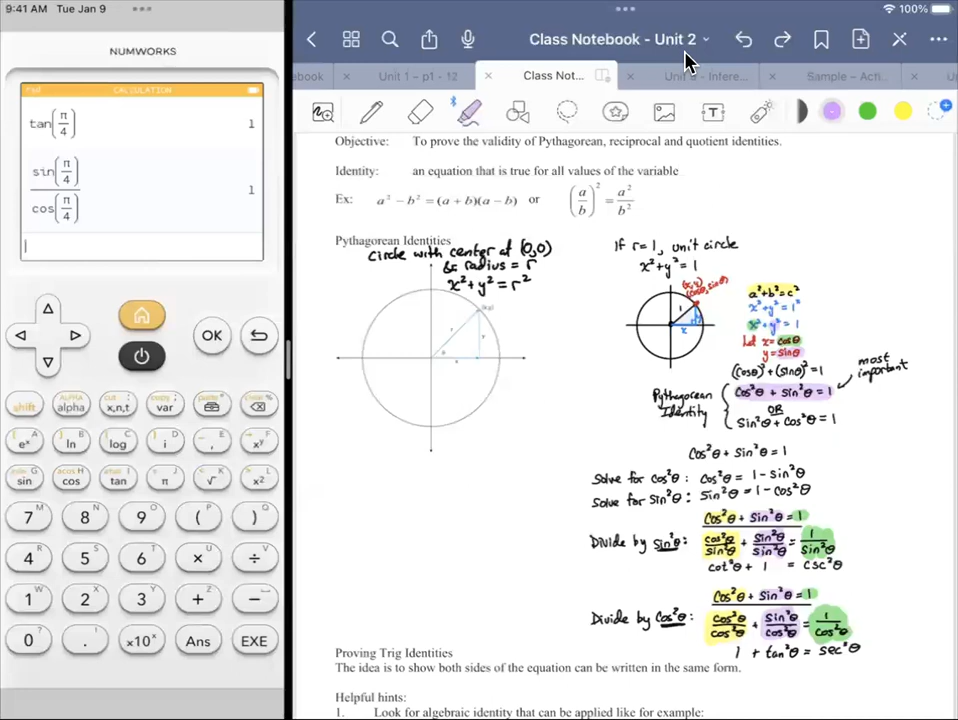 9:41 AM Tue Jan 9
100%
NUMWORKS
CALCULATION
tan(π/4)
1
sin(π/4)/cos(π/4)
1
OK
shift
alpha
x,n,t
var
e^x
ln
log
i
,
x^y
sin
cos
tan
π
√
x²
7 8 9 ( )
4 5 6 × ÷
1 2 3 + −
0 . ×10^x Ans EXE
Class Notebook - Unit 2
ebook
Unit 1 - p1 - 12
Class Not...
Sample – Acti...
Objective: To prove the validity of Pythagorean, reciprocal and quotient identities.
Identity: an equation that is true for all values of the variable
Ex: a² − b² = (a + b)(a − b) or (a/b)² = a²/b²
Pythagorean Identities
Circle with center at (0,0)
& radius = r
x²+y² = r²
(x,y)
r
y
θ
x
If r=1, unit circle
x²+y² = 1
(x,y)
(cosθ, sinθ)
1
x
a²+b²=c²
x²+y²=1²
x²+y²=1
Let x=cosθ
y=sinθ
(cosθ)²+(sinθ)²=1
most
important
Pythagorean
Identity
Cos²θ + sin²θ = 1
OR
Sin²θ + Cos²θ = 1
Cos²θ + Sin²θ = 1
Solve for cos²θ: Cos²θ = 1 − Sin²θ
Solve for Sin²θ: Sin²θ = 1 − Cos²θ
Cos²θ + Sin²θ = 1
Divide by sin²θ: cos²θ/sin²θ + Sin²θ/sin²θ = 1/Sin²θ
cot²θ + 1 = csc²θ
Cos²θ + Sin²θ = 1
Divide by Cos²θ: Cos²θ/cos²θ + Sin²θ/cos²θ = 1/Cos²θ
1 + tan²θ = sec²θ
Proving Trig Identities
The idea is to show both sides of the equation can be written in the same form.
Helpful hints:
1. Look for algebraic identity that can be applied like for example: